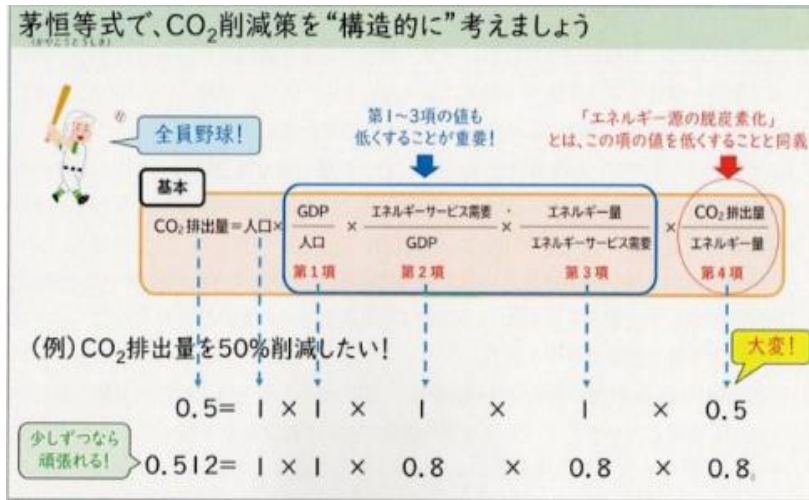 茅恒等式で、CO₂削減策を“構造的に”考えましょう
(かやこうとうしき)
全員野球!
第1~3項の値も
低くすることが重要!
「エネルギー源の脱炭素化」
とは、この項の値を低くすることと同義
基本
CO₂排出量=人口× GDP/人口 × エネルギーサービス需要/GDP × エネルギー量/エネルギーサービス需要 × CO₂排出量/エネルギー量
第1項 第2項 第3項 第4項
(例)CO₂排出量を50%削減したい!
大変!
0.5= 1 × 1 × 1 × 1 × 0.5
少しずつなら
頑張れる!
0.512= 1 × 1 × 0.8 × 0.8 × 0.8